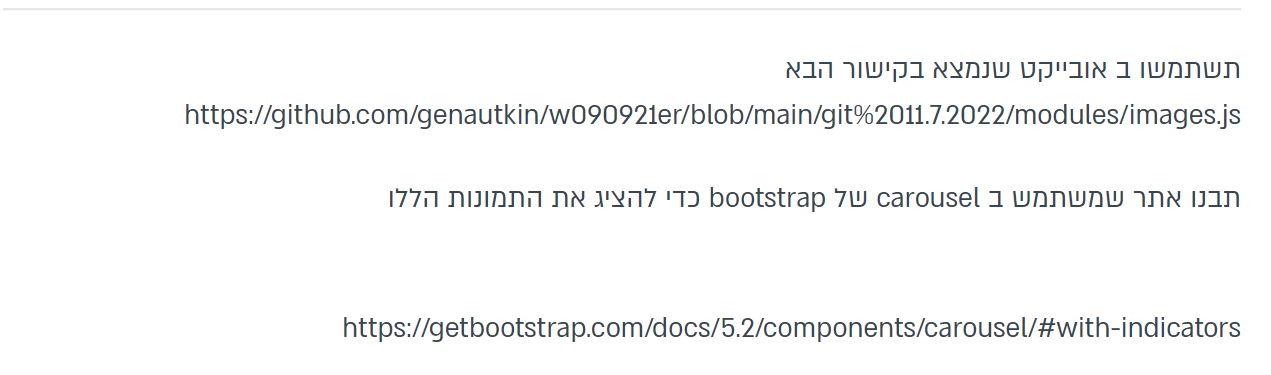 תשתמשו ב אובייקט שנמצא בקישור הבא
https://github.com/genautkin/w090921er/blob/main/git%2011.7.2022/modules/images.js
תבנו אתר שמשתמש ב carousel של bootstrap כדי להציג את התמונות הללו
https://getbootstrap.com/docs/5.2/components/carousel/#with-indicators